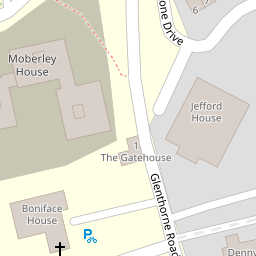 one Drive
6
Moberley
House
Jefford
House
1
The Gatehouse
Glenthorne Road
Boniface
House
Denny